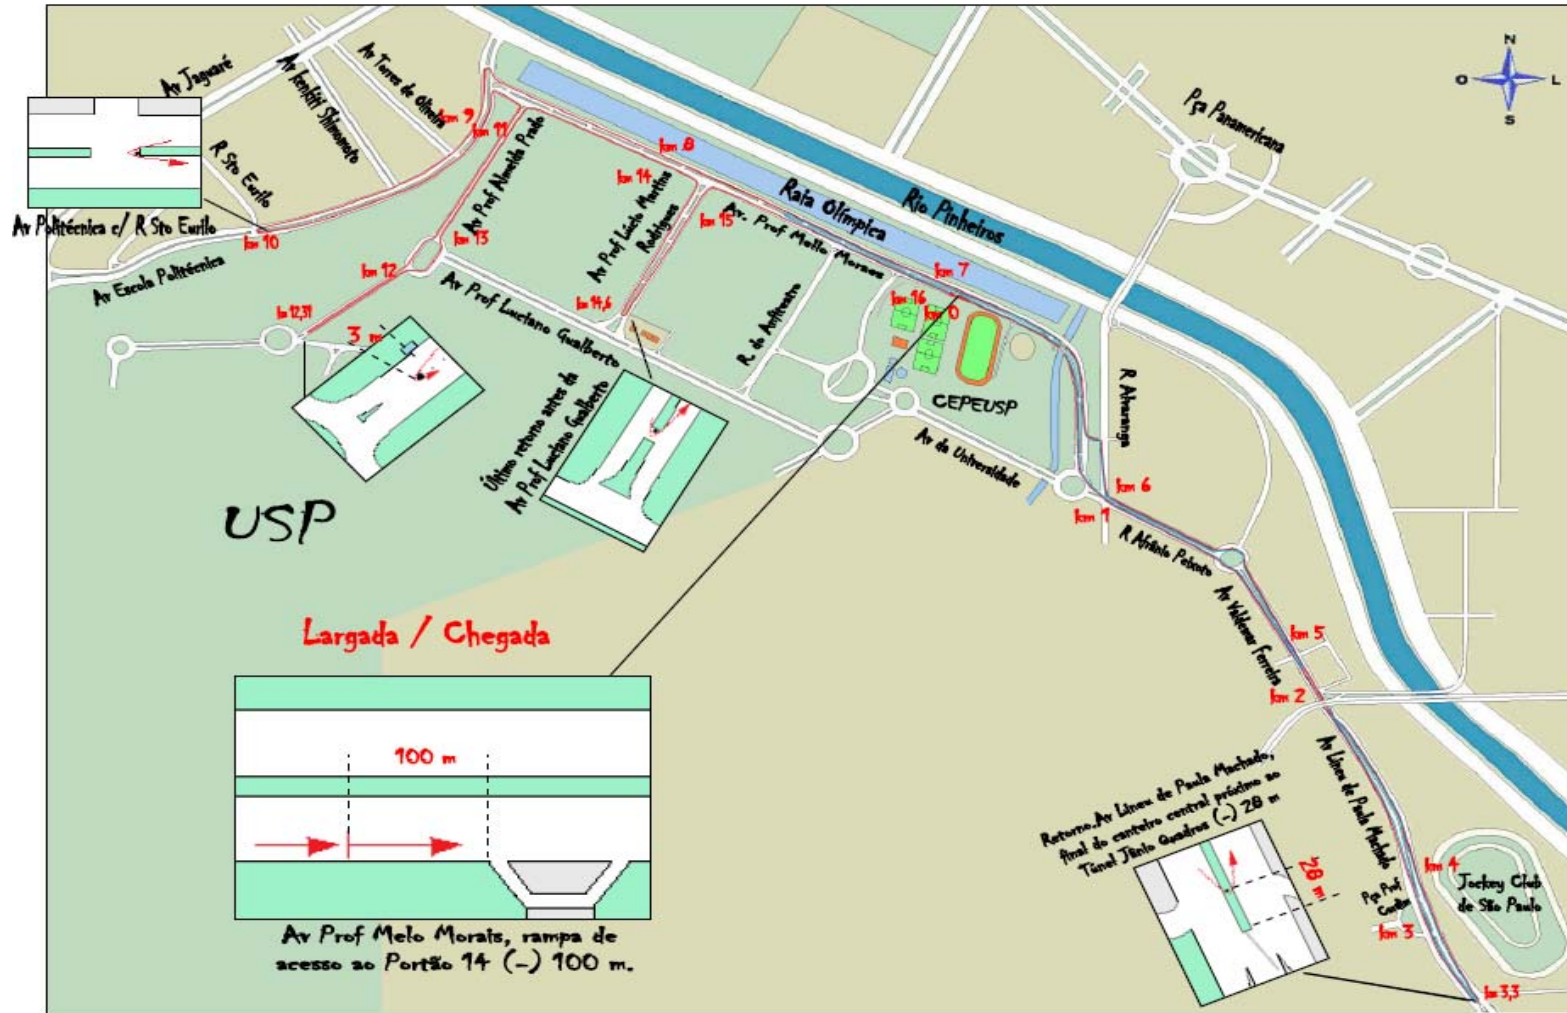 N
O
L
S
Av Jaguaré
Av Kenkiti Shimomoto
Av Torres de Oliveira
km 9
km 11
R Sto Eurilo
Av Politécnica c/ R Sto Eurilo
km 10
Av Escola Politécnica
Av Prof Almeida Prado
km 13
km 12
km 12,31
3 m
km 8
km 14
Av Prof Lúcio Martins
Rodrigues
km 15
km 14,6
Av Prof Luciano Gualberto
Av. Prof Mello Moraes
Raia Olímpica
Rio Pinheiros
Pça Panamericana
km 7
km 16
km 0
R. do Anfiteatro
CEPEUSP
R Alvarenga
Av da Universidade
km 6
km 1
R Afrânio Peixoto
Último retorno antes da
Av Prof Luciano Gualberto
USP
Av Valdemar Ferreira
km 5
km 2
Largada / Chegada
100 m
Av Prof Melo Morais, rampa de
acesso ao Portão 14 (-) 100 m.
Av Lineu de Paula Machado
Retorno.Av Lineu de Paula Machado,
final do canteiro central próximo ao
Túnel Jânio Quadros (-) 28 m
28 m
km 4
Jockey Club
de São Paulo
Pça Prof
km 3
km 3,3